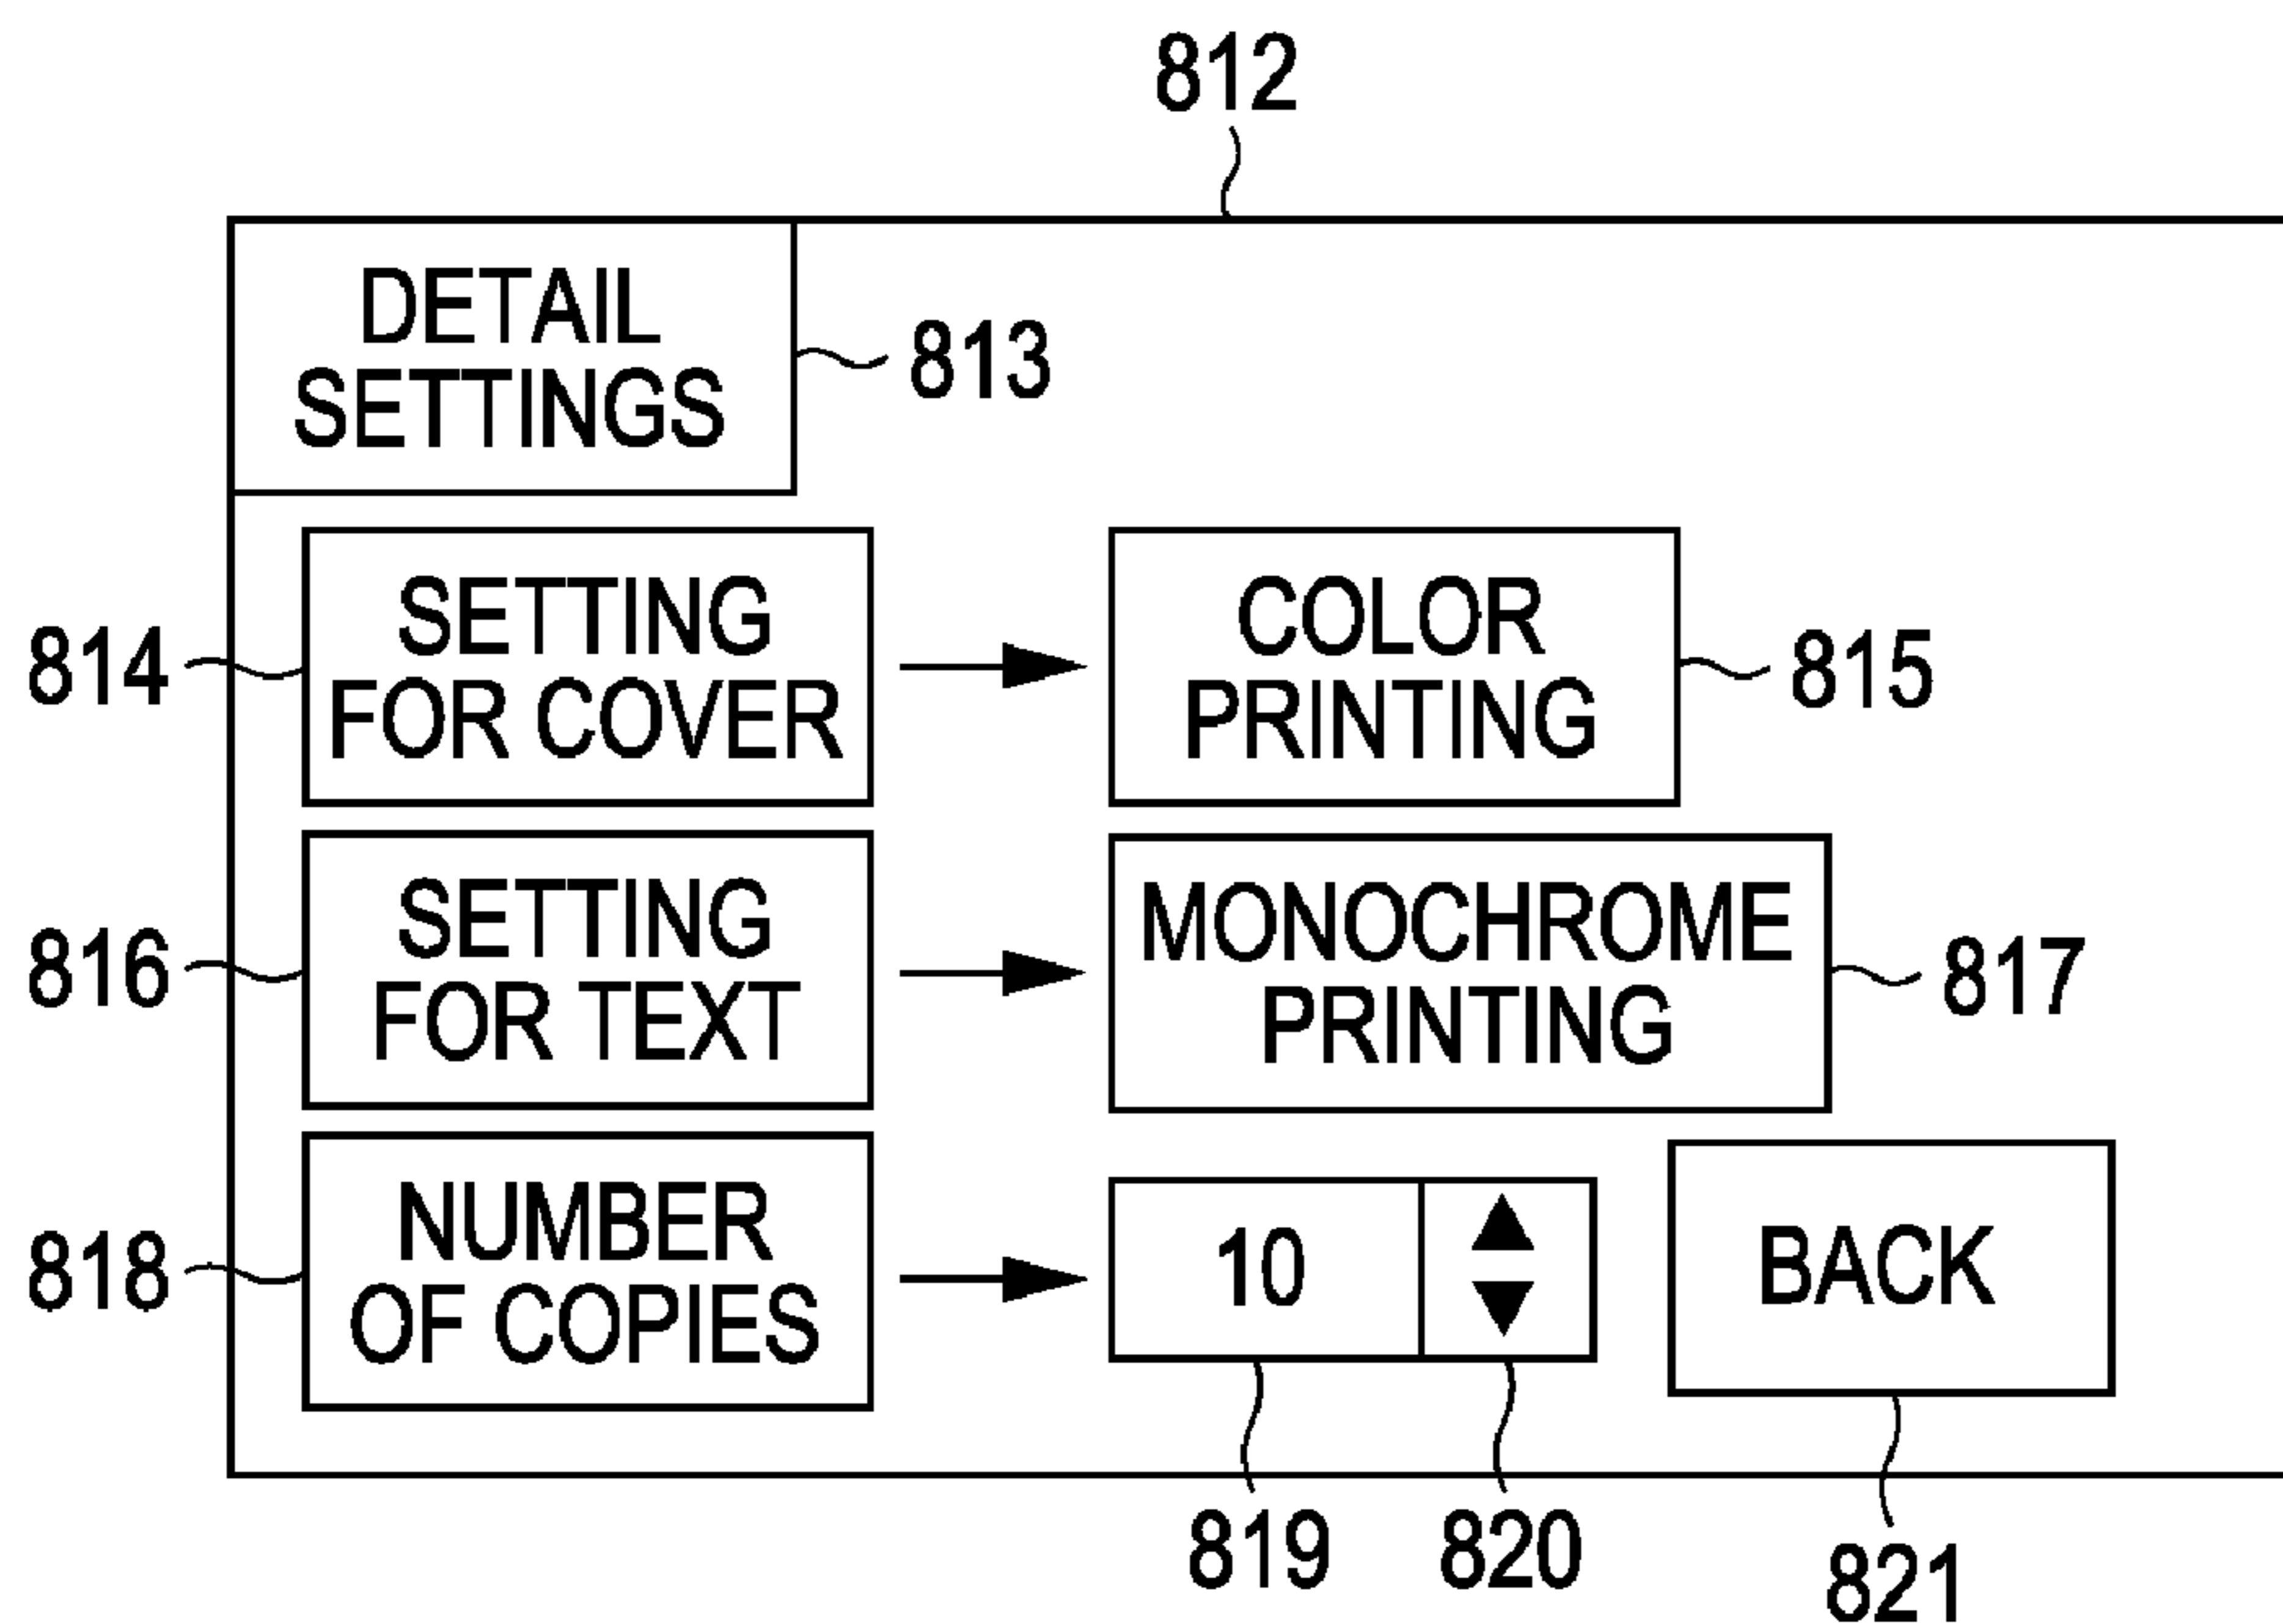 812
DETAIL
SETTINGS
813
814
SETTING
FOR COVER
COLOR
PRINTING
815
816
SETTING
FOR TEXT
MONOCHROME
PRINTING
817
818
NUMBER
OF COPIES
10
BACK
819
820
821